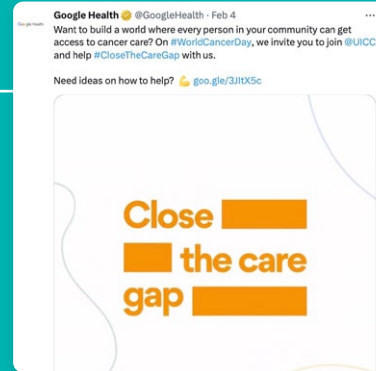 Google Health @GoogleHealth · Feb 4
Google Health
Want to build a world where every person in your community can get
access to cancer care? On #WorldCancerDay, we invite you to join @UICC
and help #CloseTheCareGap with us.
Need ideas on how to help? 💪 goo.gle/3JItX5c
Close
the care
gap